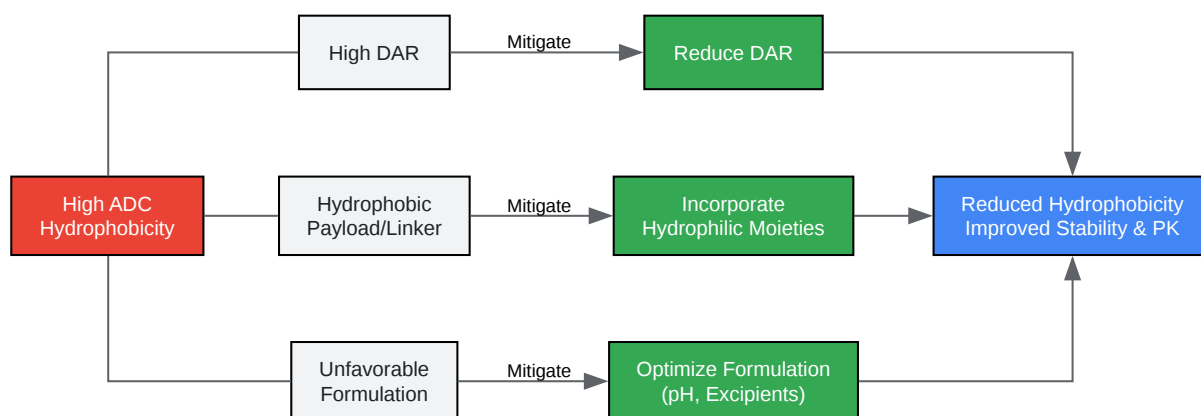 High DAR
Mitigate
Reduce DAR
High ADC
Hydrophobicity
Hydrophobic
Payload/Linker
Mitigate
Incorporate
Hydrophilic Moieties
Reduced Hydrophobicity
Improved Stability & PK
Unfavorable
Formulation
Mitigate
Optimize Formulation
(pH, Excipients)